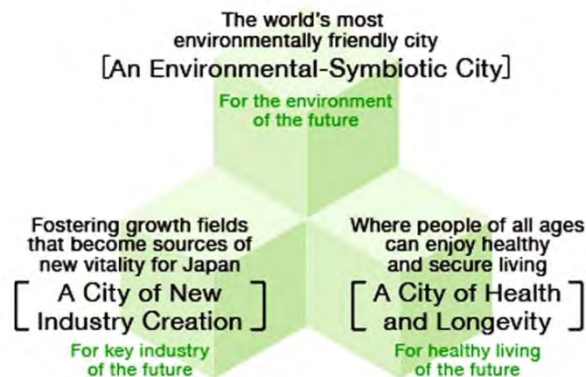 The world's most
environmentally friendly city
[An Environmental-Symbiotic City]
For the environment
of the future
Fostering growth fields
that become sources of
new vitality for Japan
[A City of New
Industry Creation]
For key industry
of the future
Where people of all ages
can enjoy healthy
and secure living
[A City of Health
and Longevity]
For healthy living
of the future